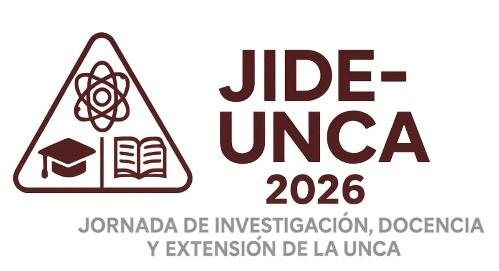 JIDE-
UNCA
2026
JORNADA DE INVESTIGACIÓN, DOCENCIA
Y EXTENSIÓN DE LA UNCA